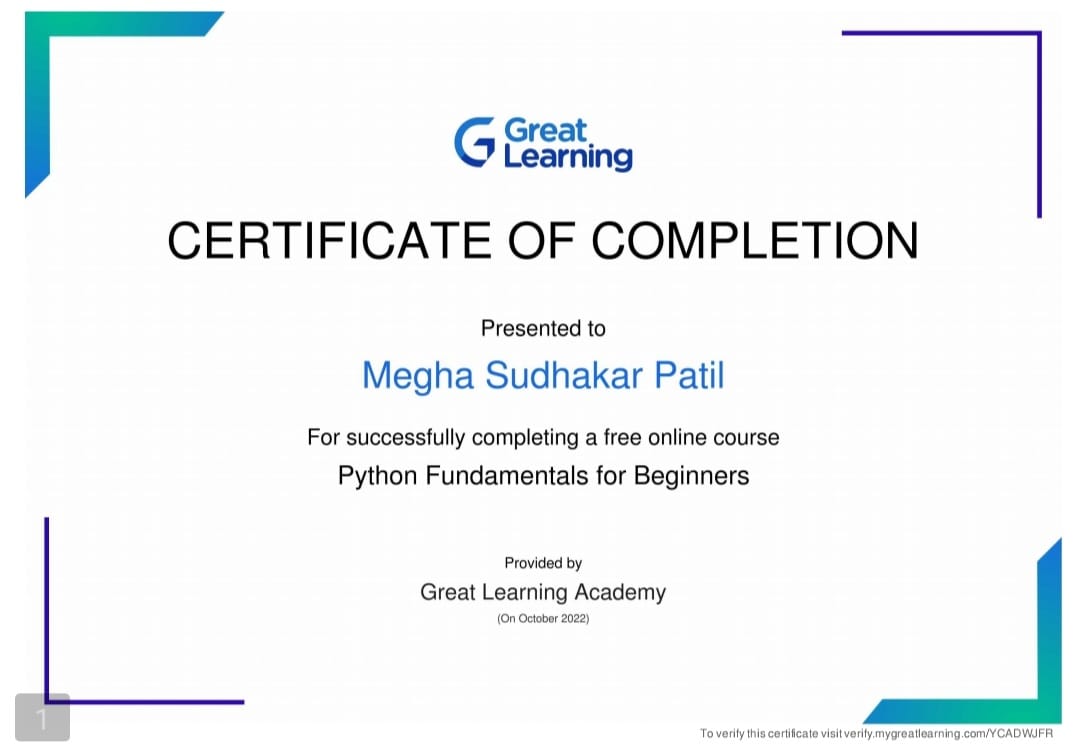 Great
Learning
CERTIFICATE OF COMPLETION
Presented to
Megha Sudhakar Patil
For successfully completing a free online course
Python Fundamentals for Beginners
Provided by
Great Learning Academy
(On October 2022)
1
To verify this certificate visit verify.mygreatlearning.com/YCADWJFR